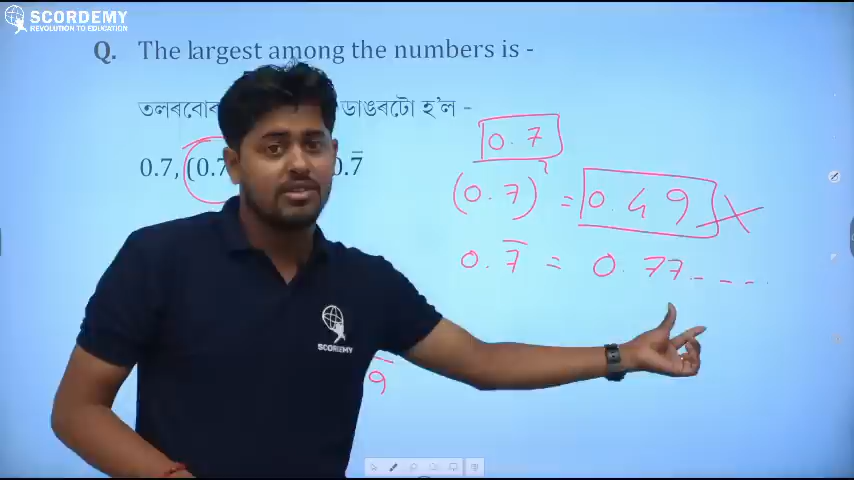 SCORDEMY
REVOLUTION TO EDUCATION
Q. The largest among the numbers is -
ডাঙৰটো হ'ল -
0.7, (0.7 0.7̅
0.7
(0.7)² = 0.49
0.7̅ = 0.77....
9
SCORDEMY